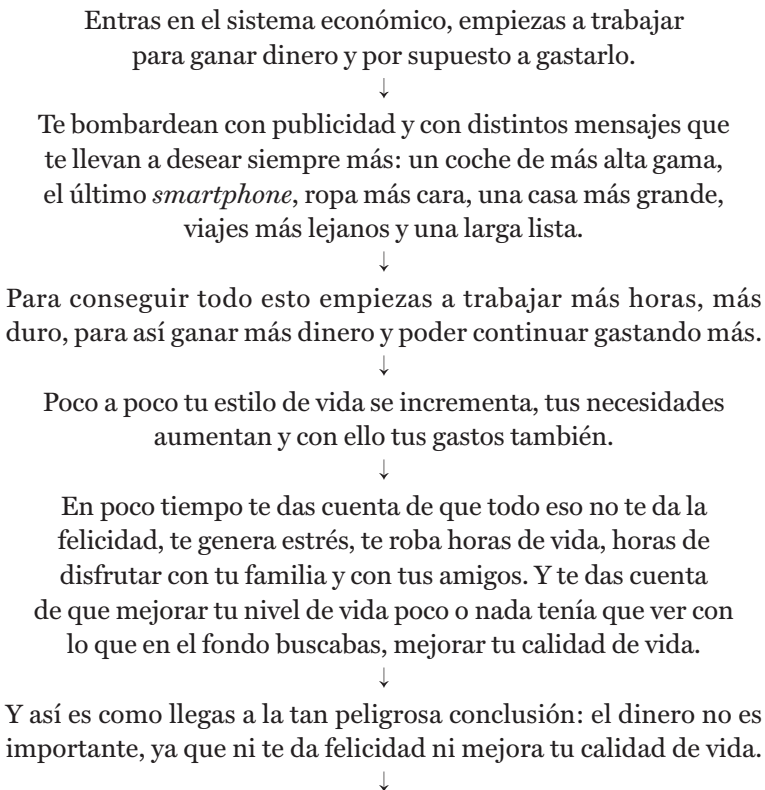 Entras en el sistema económico, empiezas a trabajar
para ganar dinero y por supuesto a gastarlo.
↓
Te bombardean con publicidad y con distintos mensajes que
te llevan a desear siempre más: un coche de más alta gama,
el último smartphone, ropa más cara, una casa más grande,
viajes más lejanos y una larga lista.
↓
Para conseguir todo esto empiezas a trabajar más horas, más
duro, para así ganar más dinero y poder continuar gastando más.
↓
Poco a poco tu estilo de vida se incrementa, tus necesidades
aumentan y con ello tus gastos también.
↓
En poco tiempo te das cuenta de que todo eso no te da la
felicidad, te genera estrés, te roba horas de vida, horas de
disfrutar con tu familia y con tus amigos. Y te das cuenta
de que mejorar tu nivel de vida poco o nada tenía que ver con
lo que en el fondo buscabas, mejorar tu calidad de vida.
↓
Y así es como llegas a la tan peligrosa conclusión: el dinero no es
importante, ya que ni te da felicidad ni mejora tu calidad de vida.
↓